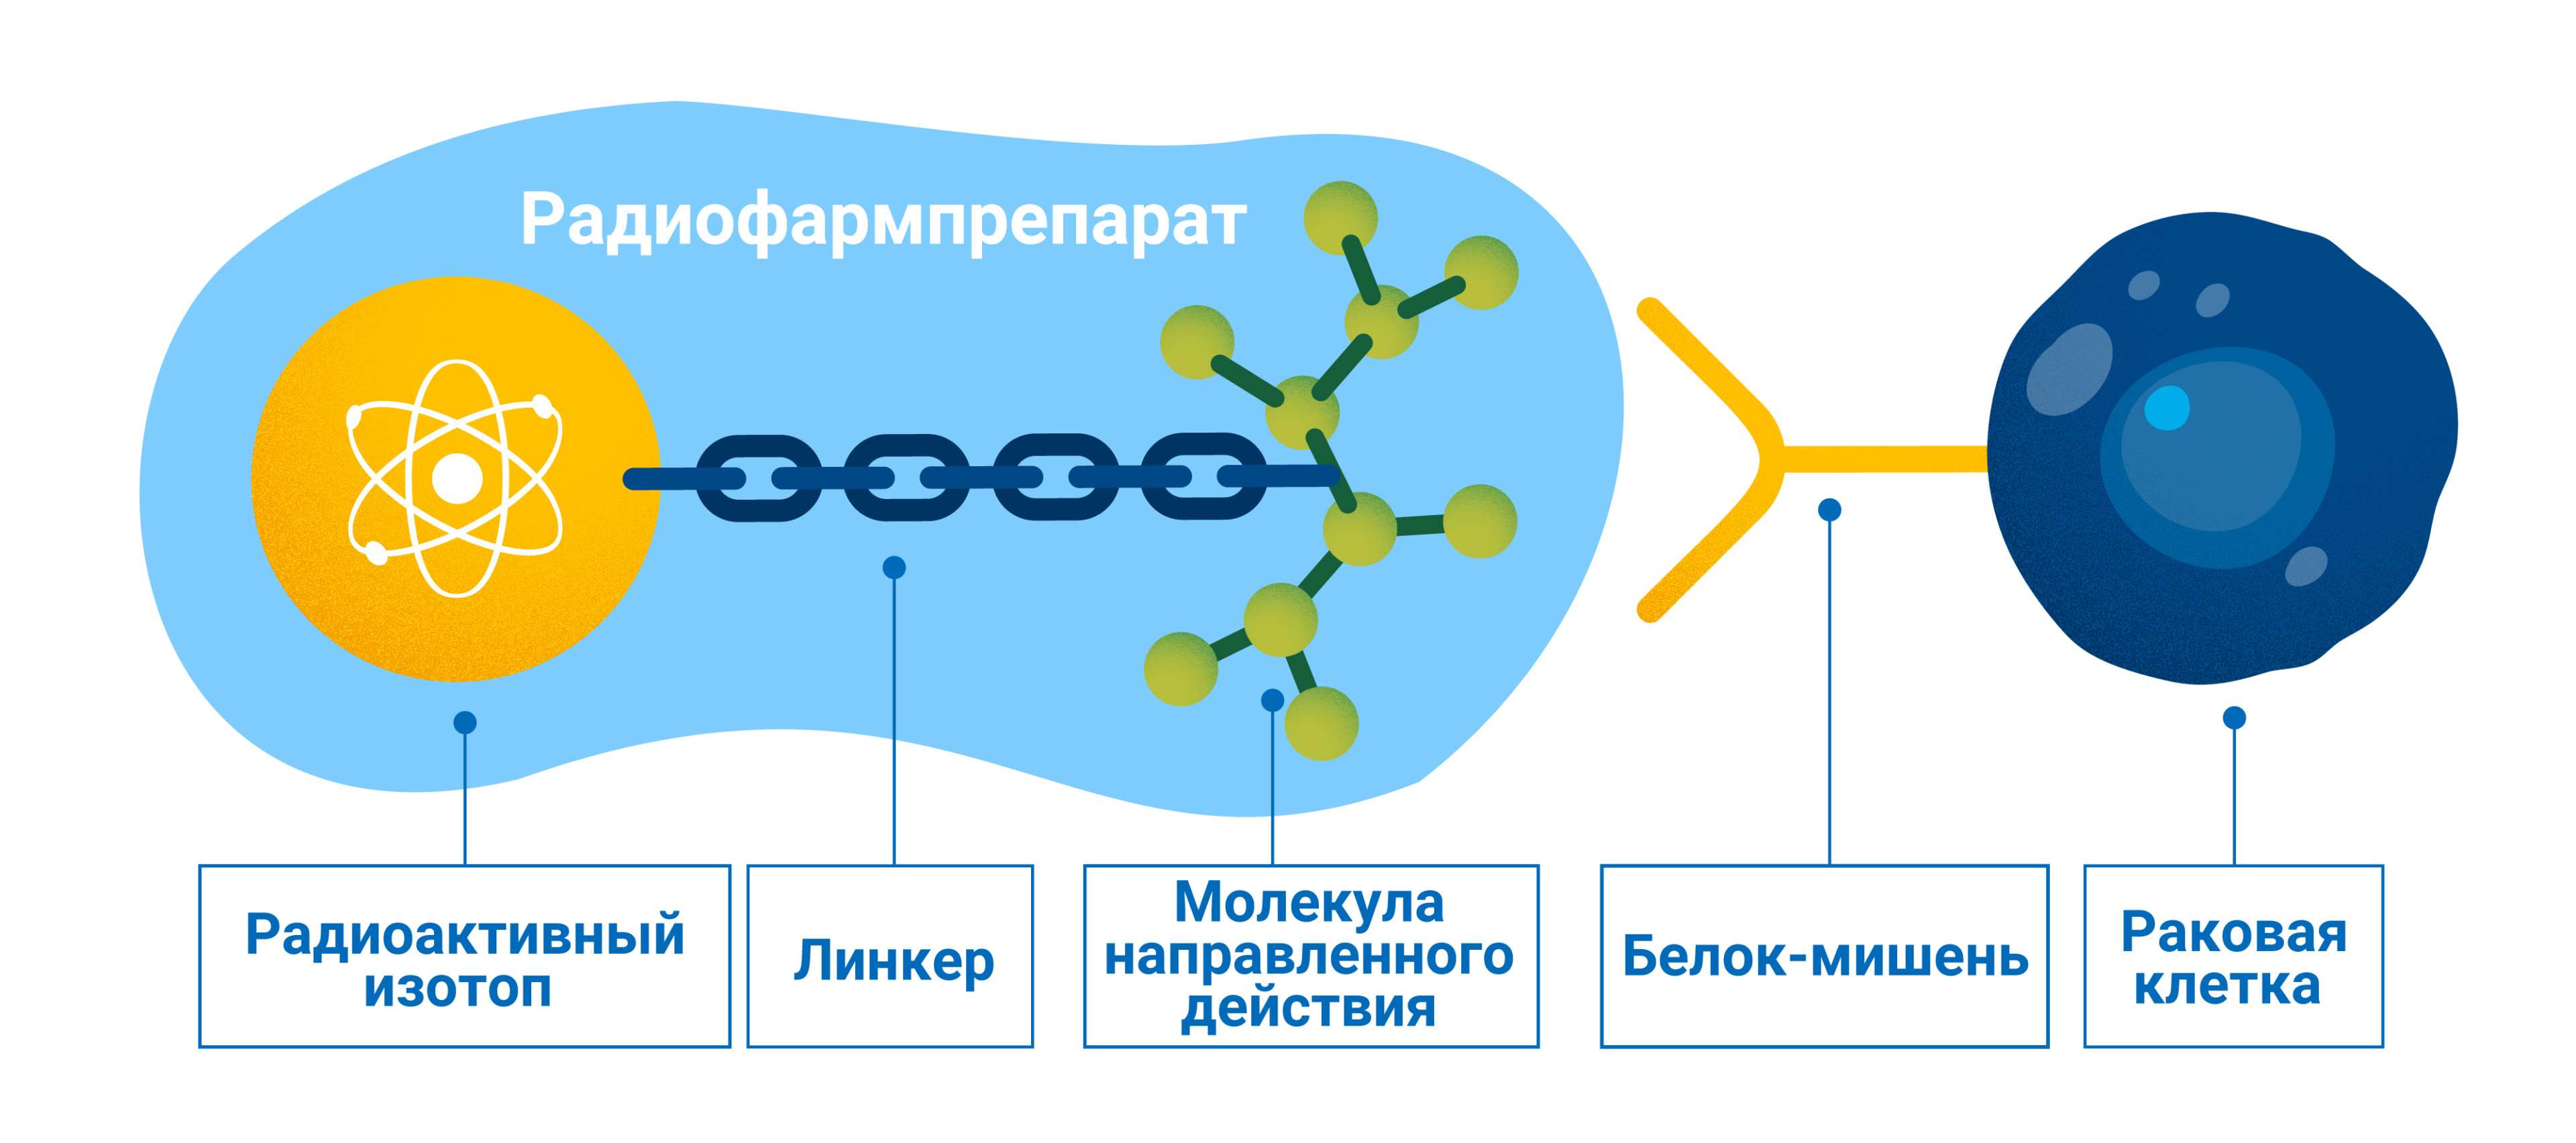 Радиофармпрепарат
Радиоактивный
изотоп
Линкер
Молекула
направленного
действия
Белок-мишень
Раковая
клетка